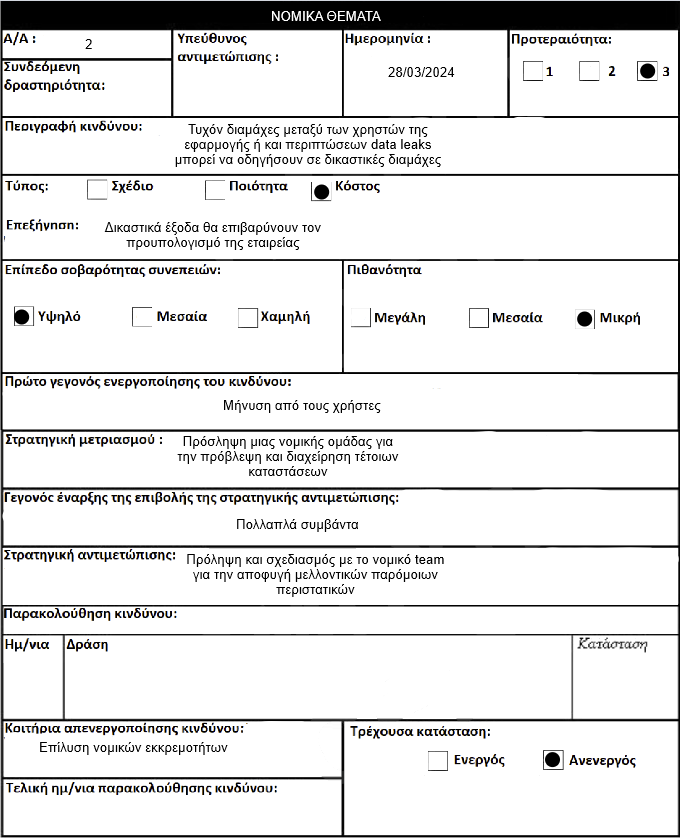 ΝΟΜΙΚΑ ΘΕΜΑΤΑ
Α/Α : 2
Υπεύθυνος
αντιμετώπισης :
Ημερομηνία :
28/03/2024
Προτεραιότητα:
1 2 3
Συνδεόμενη
δραστηριότητα:
Περιγραφή κινδύνου:
Τυχόν διαμάχες μεταξύ των χρηστών της
εφαρμογής ή και περιπτώσεων data leaks
μπορεί να οδηγήσουν σε δικαστικές διαμάχες
Τύπος: Σχέδιο Ποιότητα Κόστος
Επεξήγηση:
Δικαστικά έξοδα θα επιβαρύνουν τον
προυπολογισμό της εταιρείας
Επίπεδο σοβαρότητας συνεπειών:
Υψηλό Μεσαία Χαμηλή
Πιθανότητα
Μεγάλη Μεσαία Μικρή
Πρώτο γεγονός ενεργοποίησης του κινδύνου:
Μήνυση από τους χρήστες
Στρατηγική μετριασμού :
Πρόσληψη μιας νομικής ομάδας για
την πρόβλεψη και διαχείρηση τέτοιων
καταστάσεων
Γεγονός έναρξης της επιβολής της στρατηγικής αντιμετώπισης:
Πολλαπλά συμβάντα
Στρατηγική αντιμετώπισης:
Πρόληψη και σχεδιασμός με το νομικό team
για την αποφυγή μελλοντικών παρόμοιων
περιστατικών
Παρακολούθηση κινδύνου:
Ημ/νια Δράση Κατάσταση
Κριτήρια απενεργοποίησης κινδύνου:
Επίλυση νομικών εκκρεμοτήτων
Τρέχουσα κατάσταση:
Ενεργός Ανενεργός
Τελική ημ/νια παρακολούθησης κινδύνου: